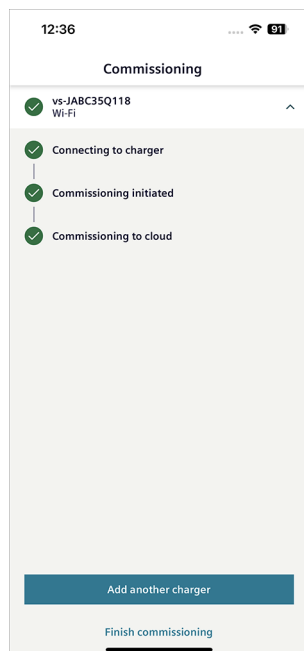 12:36
91
Commissioning
vs-JABC35Q118
Wi-Fi
Connecting to charger
Commissioning initiated
Commissioning to cloud
Add another charger
Finish commissioning